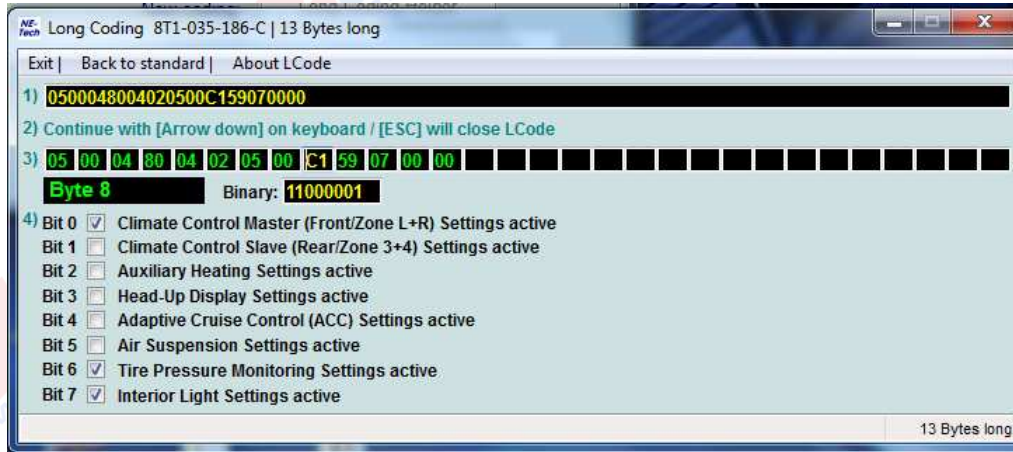 NE-Tech Long Coding 8T1-035-186-C | 13 Bytes long
Exit | Back to standard | About LCode
1) 0500048004020500C159070000
2) Continue with [Arrow down] on keyboard / [ESC] will close LCode
3) 05 00 04 80 04 02 05 00 C1 59 07 00 00
Byte 8 Binary: 11000001
4) Bit 0 Climate Control Master (Front/Zone L+R) Settings active
Bit 1 Climate Control Slave (Rear/Zone 3+4) Settings active
Bit 2 Auxiliary Heating Settings active
Bit 3 Head-Up Display Settings active
Bit 4 Adaptive Cruise Control (ACC) Settings active
Bit 5 Air Suspension Settings active
Bit 6 Tire Pressure Monitoring Settings active
Bit 7 Interior Light Settings active
13 Bytes long